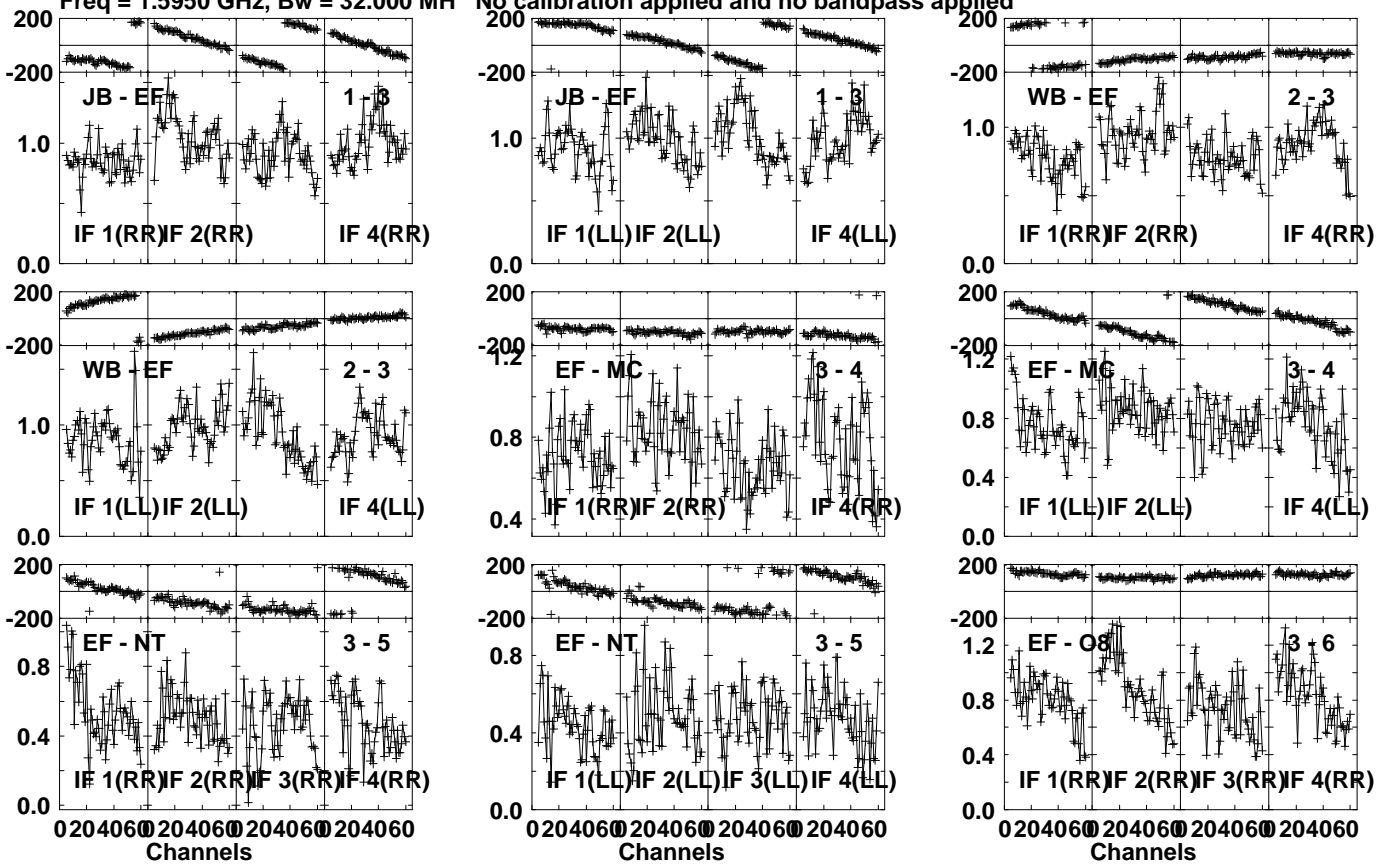 Freq = 1.5950 GHz, Bw = 32.000 MH No calibration applied and no bandpass applied
200 200 200
-200 -200 -200
JB - EF 1 - 3 JB - EF 1 - 3 WB - EF 2 - 3
1.0 1.0 1.0
IF 1(RR) IF 2(RR) IF 4(RR) IF 1(LL) IF 2(LL) IF 4(LL) IF 1(RR) IF 2(RR) IF 4(RR)
0.0 0.0 0.0
200 200 200
-200 -200 -200
1.2 1.2
WB - EF 2 - 3 EF - MC 3 - 4 EF - MC 3 - 4
1.0 0.8 0.8
0.4
IF 1(LL) IF 2(LL) IF 4(LL) IF 1(RR) IF 2(RR) IF 4(RR) IF 1(LL) IF 2(LL) IF 4(LL)
0.4
0.0 0.0
200 200 200
-200 -200 -200
EF - NT 3 - 5 EF - NT 3 - 5 EF - O8 3 - 6
1.2
0.8 0.8 0.8
0.4 0.4 0.4
IF 1(RR) IF 2(RR) IF 3(RR) IF 4(RR) IF 1(LL) IF 2(LL) IF 3(LL) IF 4(LL) IF 1(RR) IF 2(RR) IF 3(RR) IF 4(RR)
0.0 0.0 0.0
0 20 40 60 0 20 40 60 0 20 40 60 0 20 40 60 0 20 40 60 0 20 40 60 0 20 40 60 0 20 40 60 0 20 40 60 0 20 40 60 0 20 40 60 0 20 40 60
Channels Channels Channels